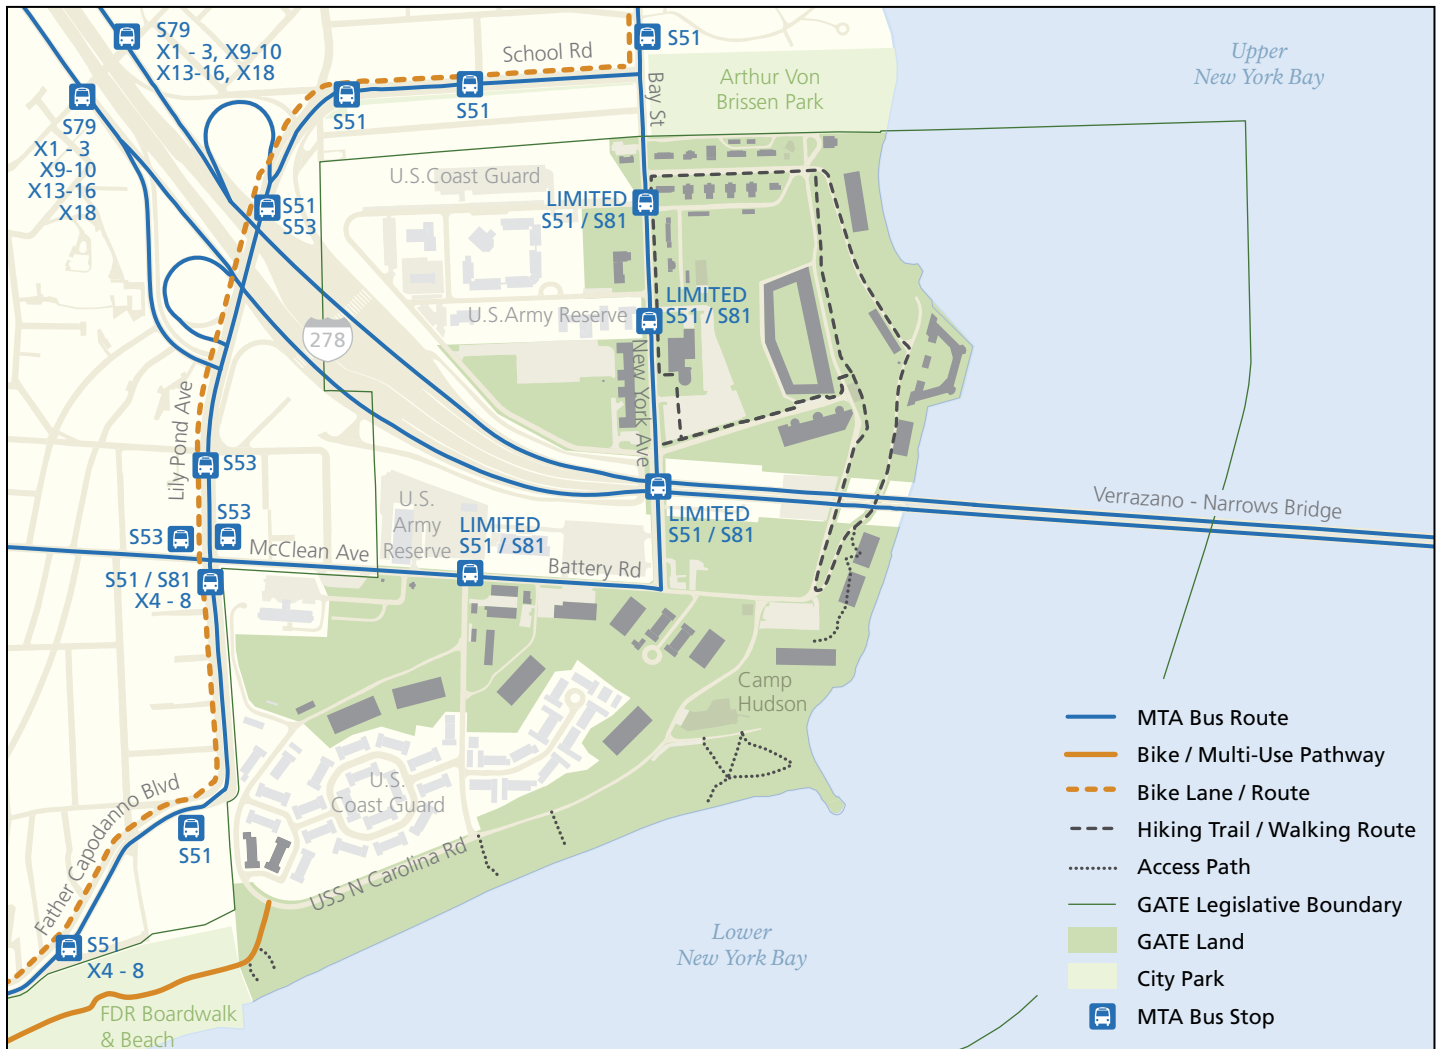 S79
X1 - 3, X9-10
X13-16, X18
S51
School Rd
Arthur Von
Brissen Park
Upper
New York Bay
S79
X1 - 3
X9-10
X13-16
X18
S51
S51
Bay St
U.S.Coast Guard
LIMITED
S51 / S81
S51
S53
LIMITED
S51 / S81
U.S.Army Reserve
278
New York Ave
Lily Pond Ave
S53
Verrazano - Narrows Bridge
U.S.
Army
Reserve
LIMITED
S51 / S81
LIMITED
S51 / S81
S53
S53
McClean Ave
Battery Rd
S51 / S81
X4 - 8
Camp
Hudson
U.S.
Coast Guard
Father Capodanno Blvd
S51
USS N Carolina Rd
S51
X4 - 8
Lower
New York Bay
FDR Boardwalk
& Beach
MTA Bus Route
Bike / Multi-Use Pathway
Bike Lane / Route
Hiking Trail / Walking Route
Access Path
GATE Legislative Boundary
GATE Land
City Park
MTA Bus Stop